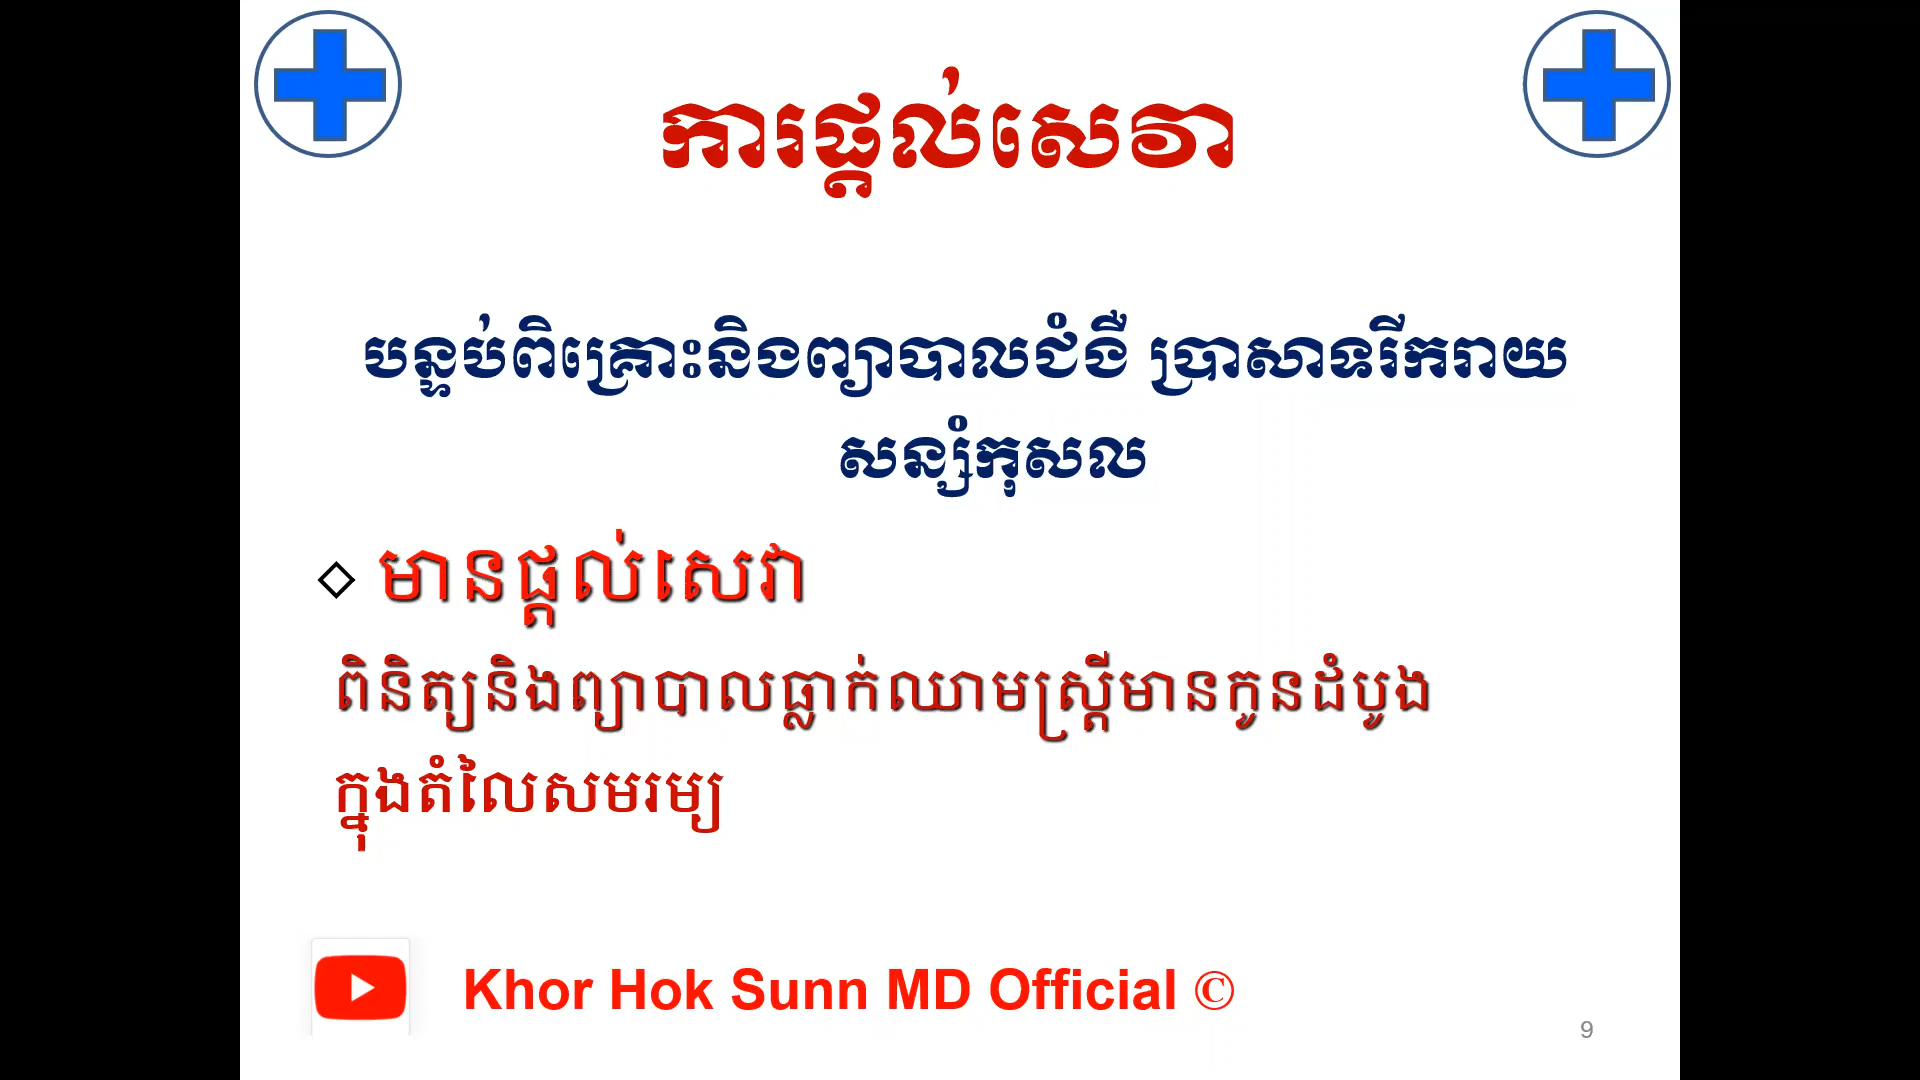 ការផ្តល់សេវា
បន្ទប់ពិគ្រោះនិងព្យាបាលជំងឺ ប្រាសាទរីករាយ
សន្សំកុសល
◇ មានផ្តល់សេវា
ពិនិត្យនិងព្យាបាលធ្លាក់ឈាមស្ត្រីមានកូនដំបូង
ក្នុងតំលៃសមរម្យ
Khor Hok Sunn MD Official ©
9